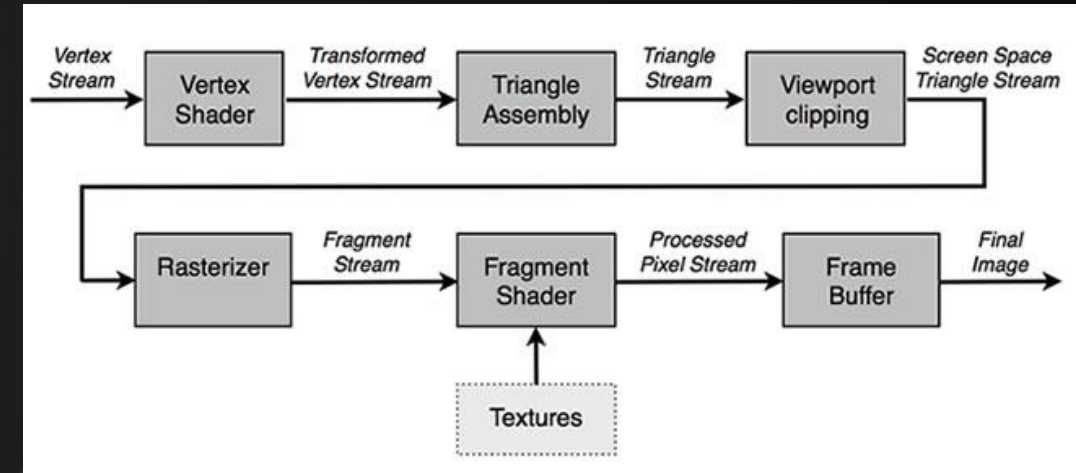 Vertex
Stream
Vertex
Shader
Transformed
Vertex Stream
Triangle
Assembly
Triangle
Stream
Viewport
clipping
Screen Space
Triangle Stream
Rasterizer
Fragment
Stream
Fragment
Shader
Processed
Pixel Stream
Frame
Buffer
Final
Image
Textures